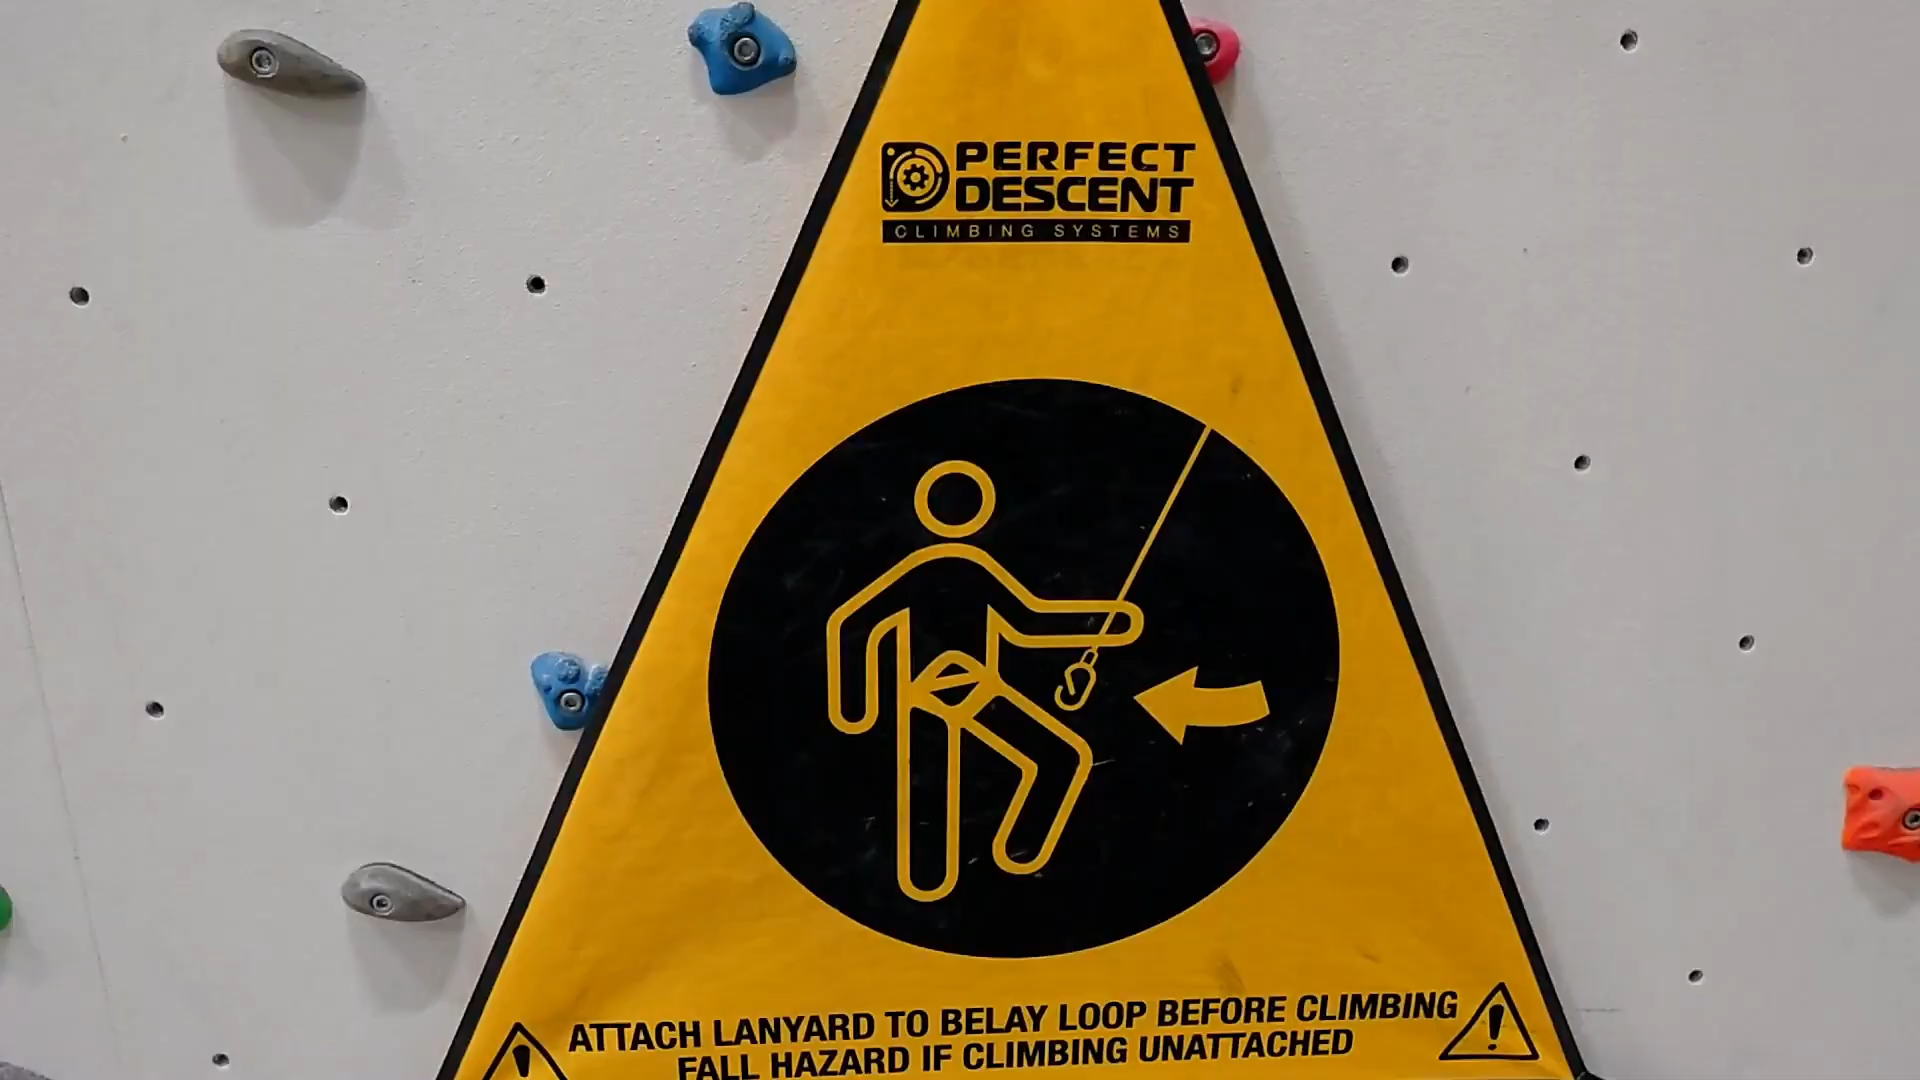 PERFECT
DESCENT
CLIMBING SYSTEMS
ATTACH LANYARD TO BELAY LOOP BEFORE CLIMBING
FALL HAZARD IF CLIMBING UNATTACHED